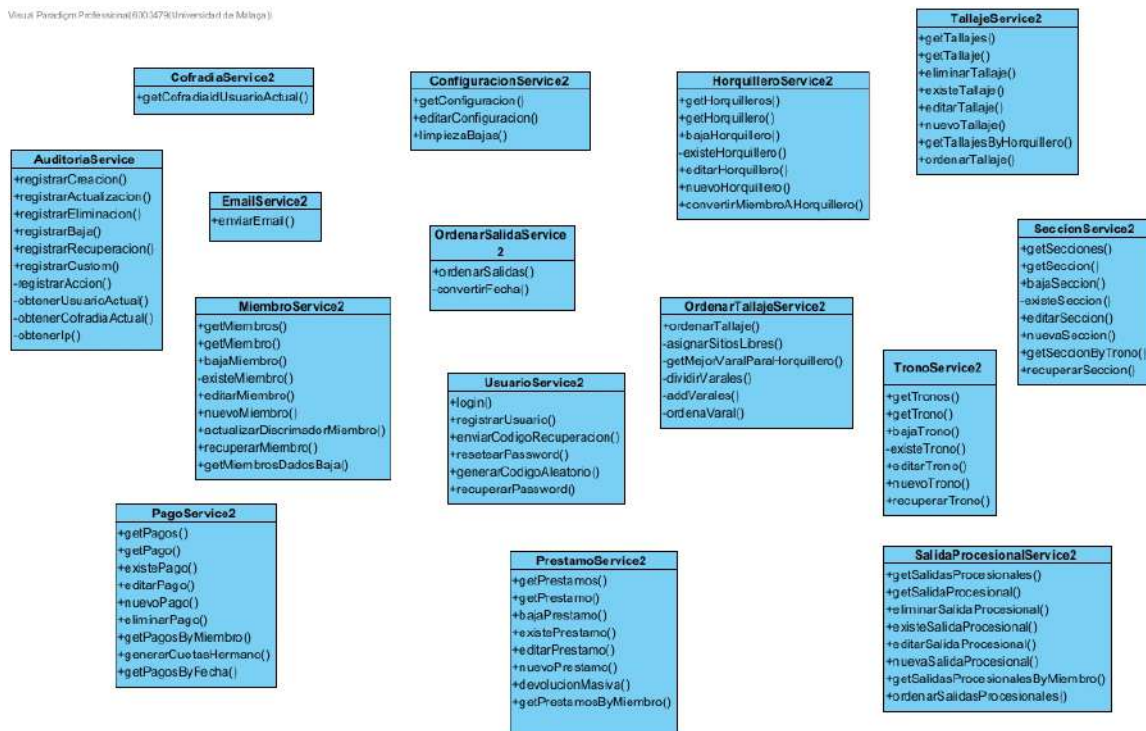 Visual Paradigm Professional(6003479(Universidad de Malaga))
CofradiaService2
+getCofradiaIdUsuarioActual()
ConfiguracionService2
+getConfiguracion()
+editarConfiguracion()
+limpiezaBajas()
HorquilleroService2
+getHorquilleros()
+getHorquillero()
+bajaHorquillero()
-existeHorquillero()
+editarHorquillero()
+nuevoHorquillero()
+convertirMiembroAHorquillero()
TallajeService2
+getTallajes()
+getTallaje()
+eliminarTallaje()
+existeTallaje()
+editarTallaje()
+nuevoTallaje()
+getTallajesByHorquillero()
+ordenarTallaje()
AuditoriaService
+registrarCreacion()
+registrarActualizacion()
+registrarEliminacion()
+registrarBaja()
+registrarRecuperacion()
+registrarCustom()
-registrarAccion()
-obtenerUsuarioActual()
-obtenerCofradiaActual()
-obtenerIp()
EmailService2
+enviarEmail()
OrdenarSalidaService
2
+ordenarSalidas()
-convertirFecha()
SeccionService2
+getSecciones()
+getSeccion()
+bajaSeccion()
-existeSeccion()
+editarSeccion()
+nuevaSeccion()
+getSeccionByTrono()
+recuperarSeccion()
MiembroService2
+getMiembros()
+getMiembro()
+bajaMiembro()
-existeMiembro()
+editarMiembro()
+nuevoMiembro()
+actualizarDiscrimadorMiembro()
+recuperarMiembro()
+getMiembrosDadosBaja()
OrdenarTallajeService2
+ordenarTallaje()
-asignarSitiosLibres()
-getMejorVaralParaHorquillero()
-dividirVarales()
-addVarales()
-ordenaVaral()
UsuarioService2
+login()
+registrarUsuario()
+enviarCodigoRecuperacion()
+resetearPassword()
+generarCodigoAleatorio()
+recuperarPassword()
TronoService2
+getTronos()
+getTrono()
+bajaTrono()
-existeTrono()
+editarTrono()
+nuevoTrono()
+recuperarTrono()
PagoService2
+getPagos()
+getPago()
+existePago()
+editarPago()
+nuevoPago()
+eliminarPago()
+getPagosByMiembro()
+generarCuotasHermano()
+getPagosByFecha()
PrestamoService2
+getPrestamos()
+getPrestamo()
+bajaPrestamo()
+existePrestamo()
+editarPrestamo()
+nuevoPrestamo()
+devolucionMasiva()
+getPrestamosByMiembro()
SalidaProcesionalService2
+getSalidasProcesionales()
+getSalidaProcesional()
+eliminarSalidaProcesional()
+existeSalidaProcesional()
+editarSalidaProcesional()
+nuevaSalidaProcesional()
+getSalidasProcesionalesByMiembro()
+ordenarSalidasProcesionales()